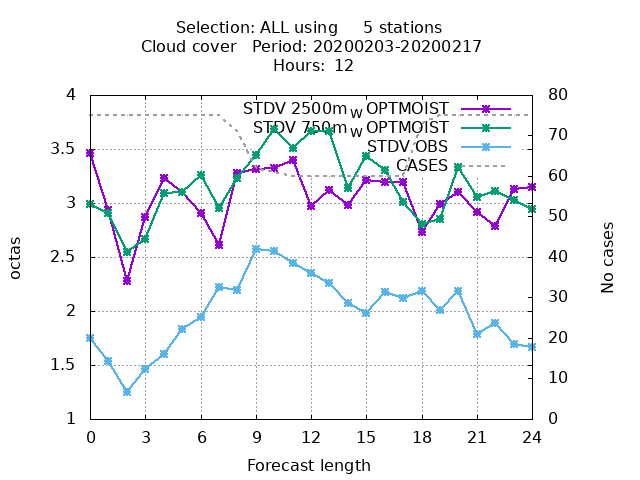 Selection: ALL using 5 stations
Cloud cover Period: 20200203-20200217
Hours: 12
STDV 2500m W OPTMOIST
STDV 750m W OPTMOIST
STDV OBS
CASES
4
3.5
3
2.5
2
1.5
1
80
70
60
50
40
30
20
10
0
octas
No cases
0 3 6 9 12 15 18 21 24
Forecast length